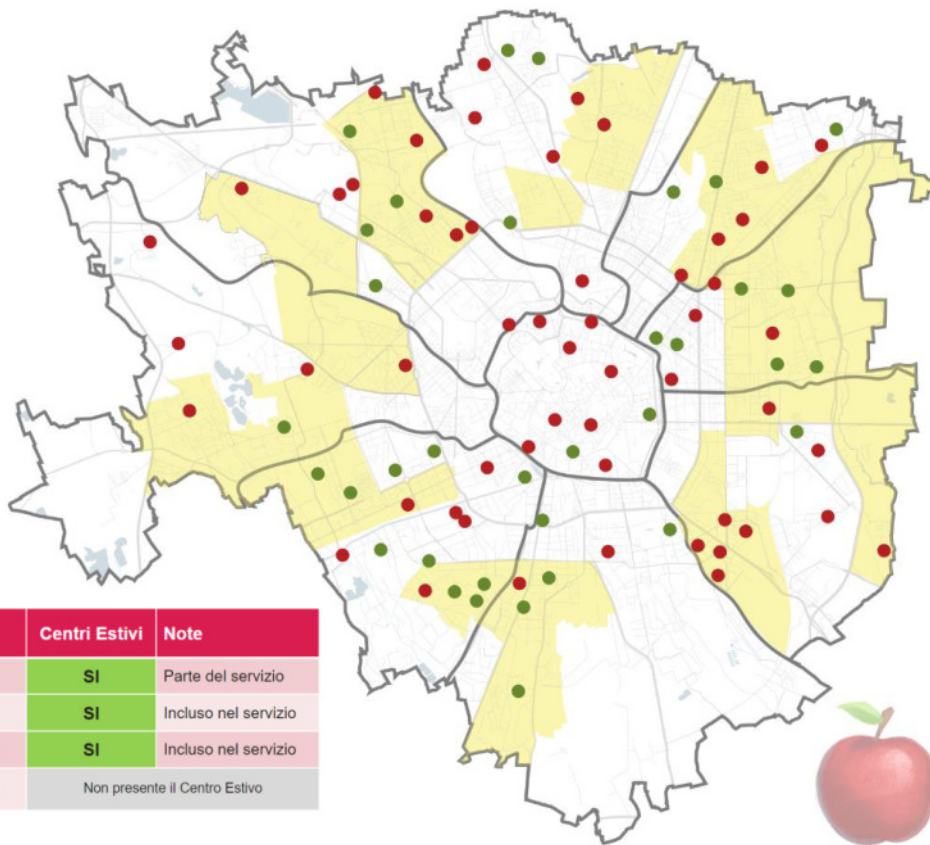 Centri Estivi Note
SI Parte del servizio
SI Incluso nel servizio
SI Incluso nel servizio
Non presente il Centro Estivo